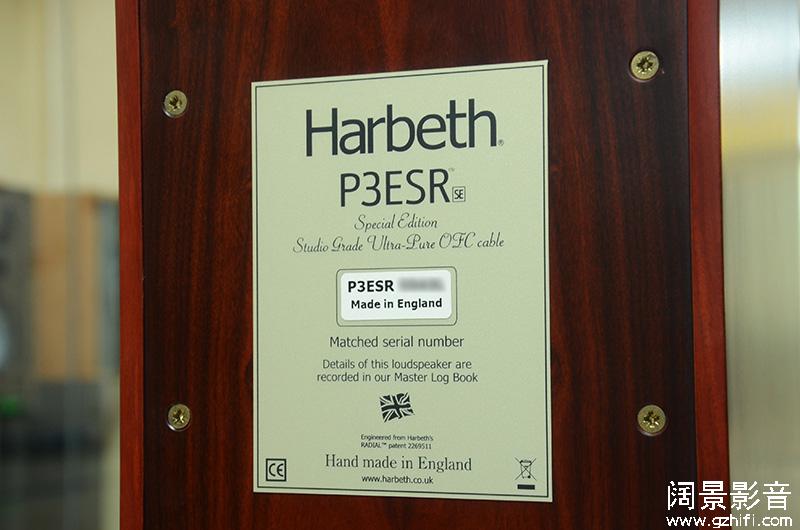 Harbeth®
P3ESR™ SE
Special Edition
Studio Grade Ultra-Pure OFC cable
P3ESR
Made in England
Matched serial number
Details of this loudspeaker are
recorded in our Master Log Book
Engineered from Harbeth's
RADIAL™ patent 2269511
Hand made in England
www.harbeth.co.uk
CE
阔景影音
www.gzhifi.com